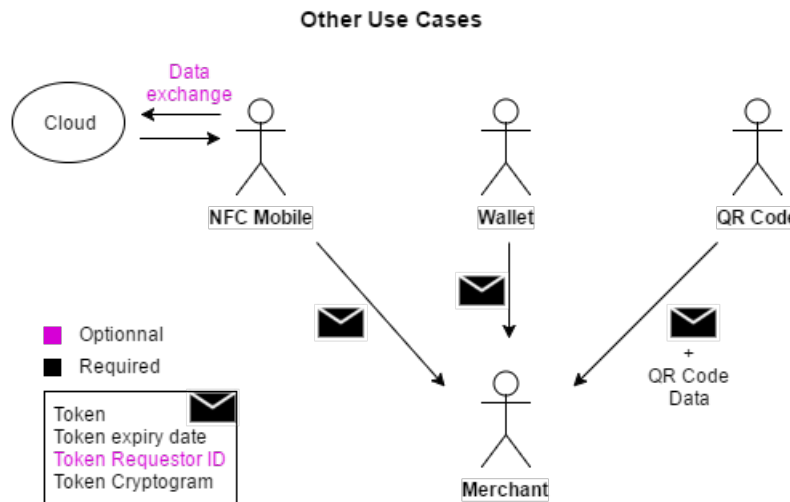 Other Use Cases
Data
exchange
Cloud
NFC Mobile
Wallet
QR Code
Optionnal
Required
+
QR Code
Data
Token
Token expiry date
Token Requestor ID
Token Cryptogram
Merchant